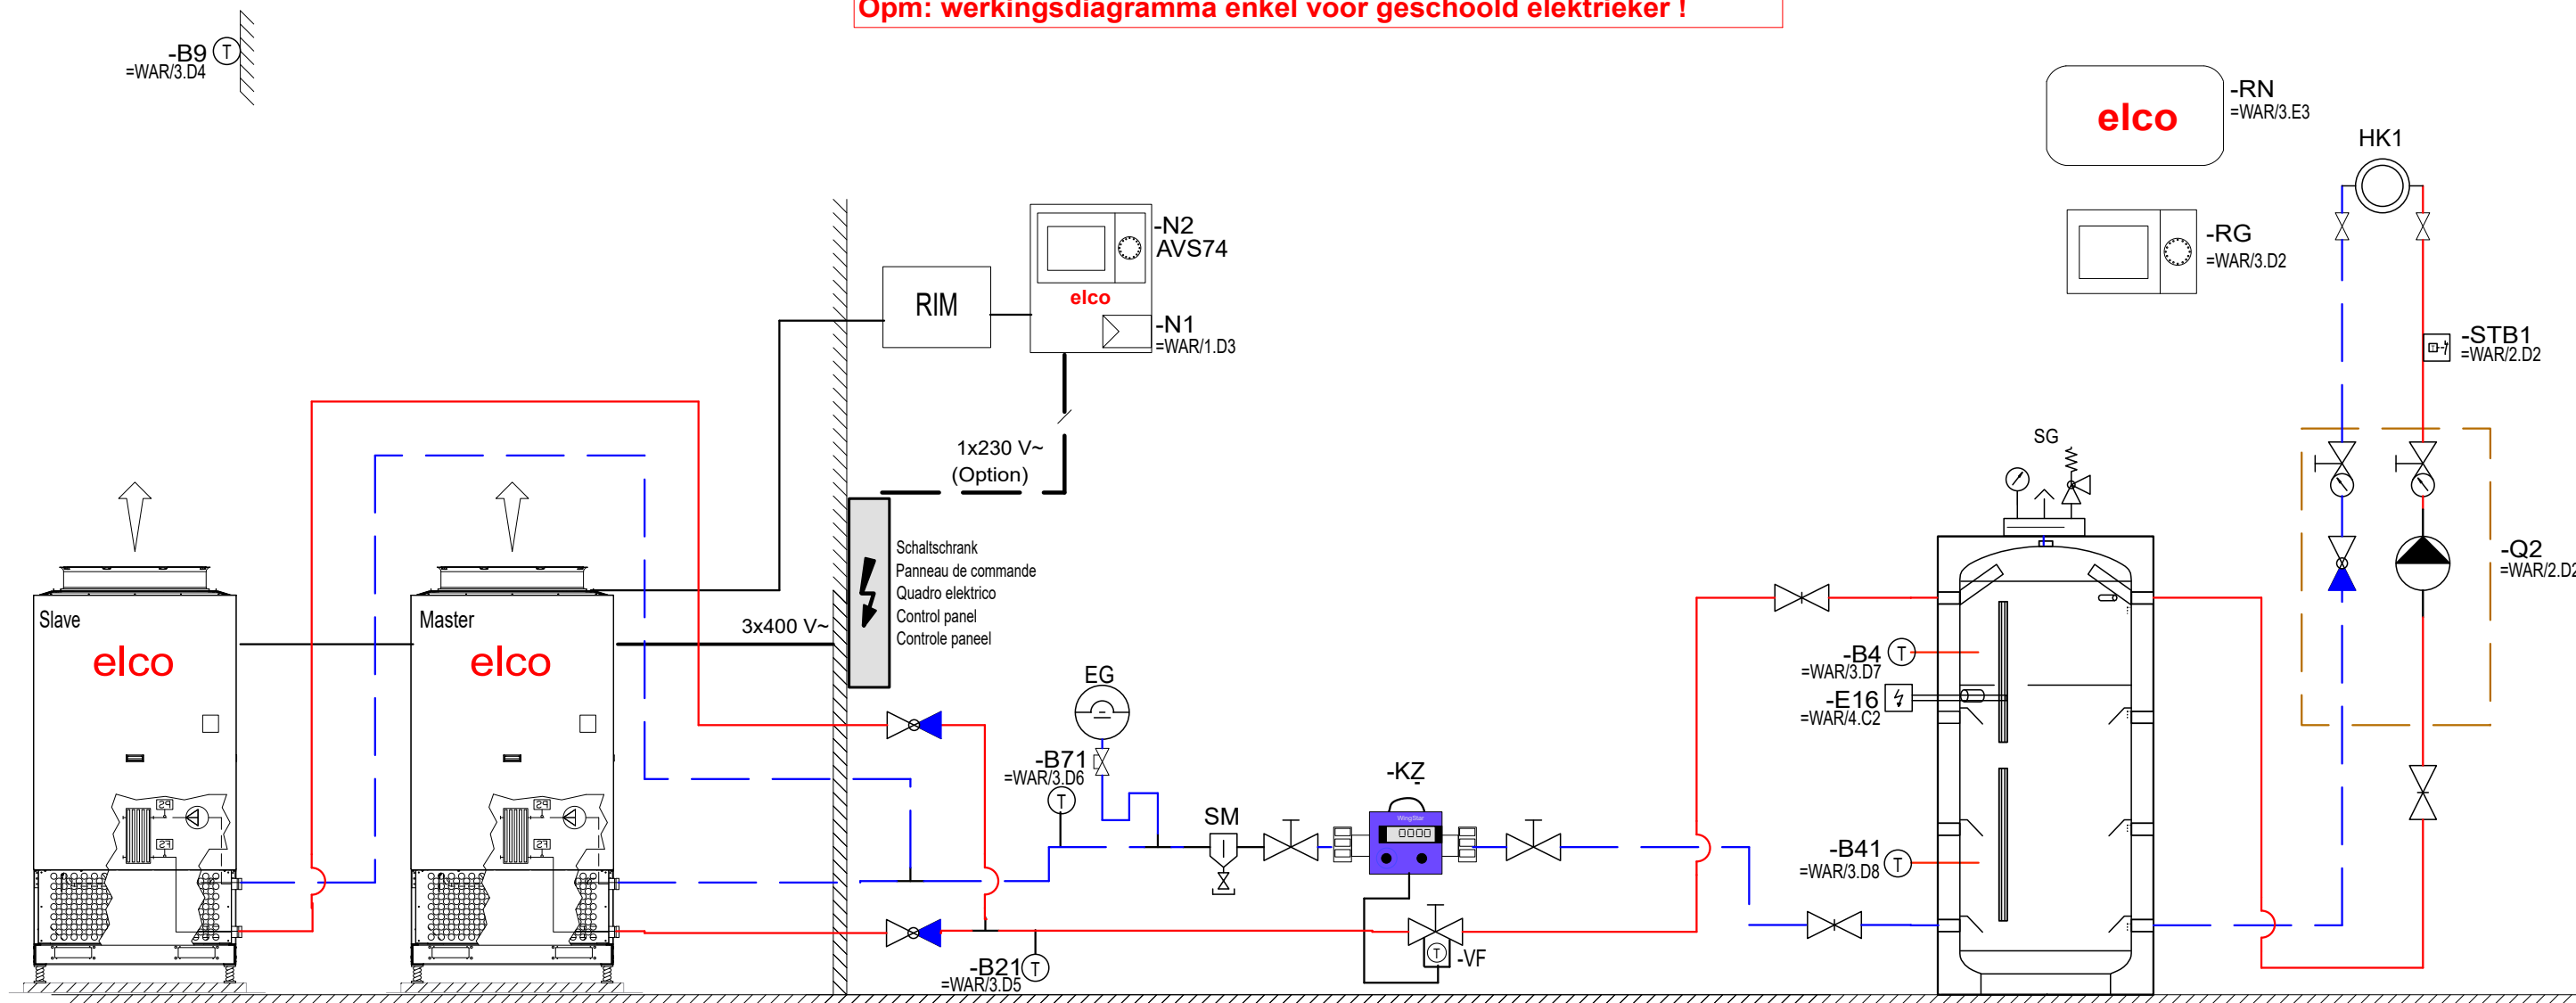 Opm: werkingsdiagramma enkel voor geschoold elektrieker !
-B9
=WAR/3.D4
T
elco
-RN
=WAR/3.E3
HK1
-N2
AVS74
elco
-N1
=WAR/1.D3
RIM
-RG
=WAR/3.D2
-STB1
=WAR/2.D2
1x230 V~
(Option)
SG
Schaltschrank
Panneau de commande
Quadro elektrico
Control panel
Controle paneel
-Q2
=WAR/2.D2
Slave
elco
Master
elco
3x400 V~
-B4
=WAR/3.D7
T
-E16
=WAR/4.C2
EG
-B71
=WAR/3.D6
T
-KZ
WingStar
0000
SM
-B41
=WAR/3.D8
T
-B21
=WAR/3.D5
T
-VF
T